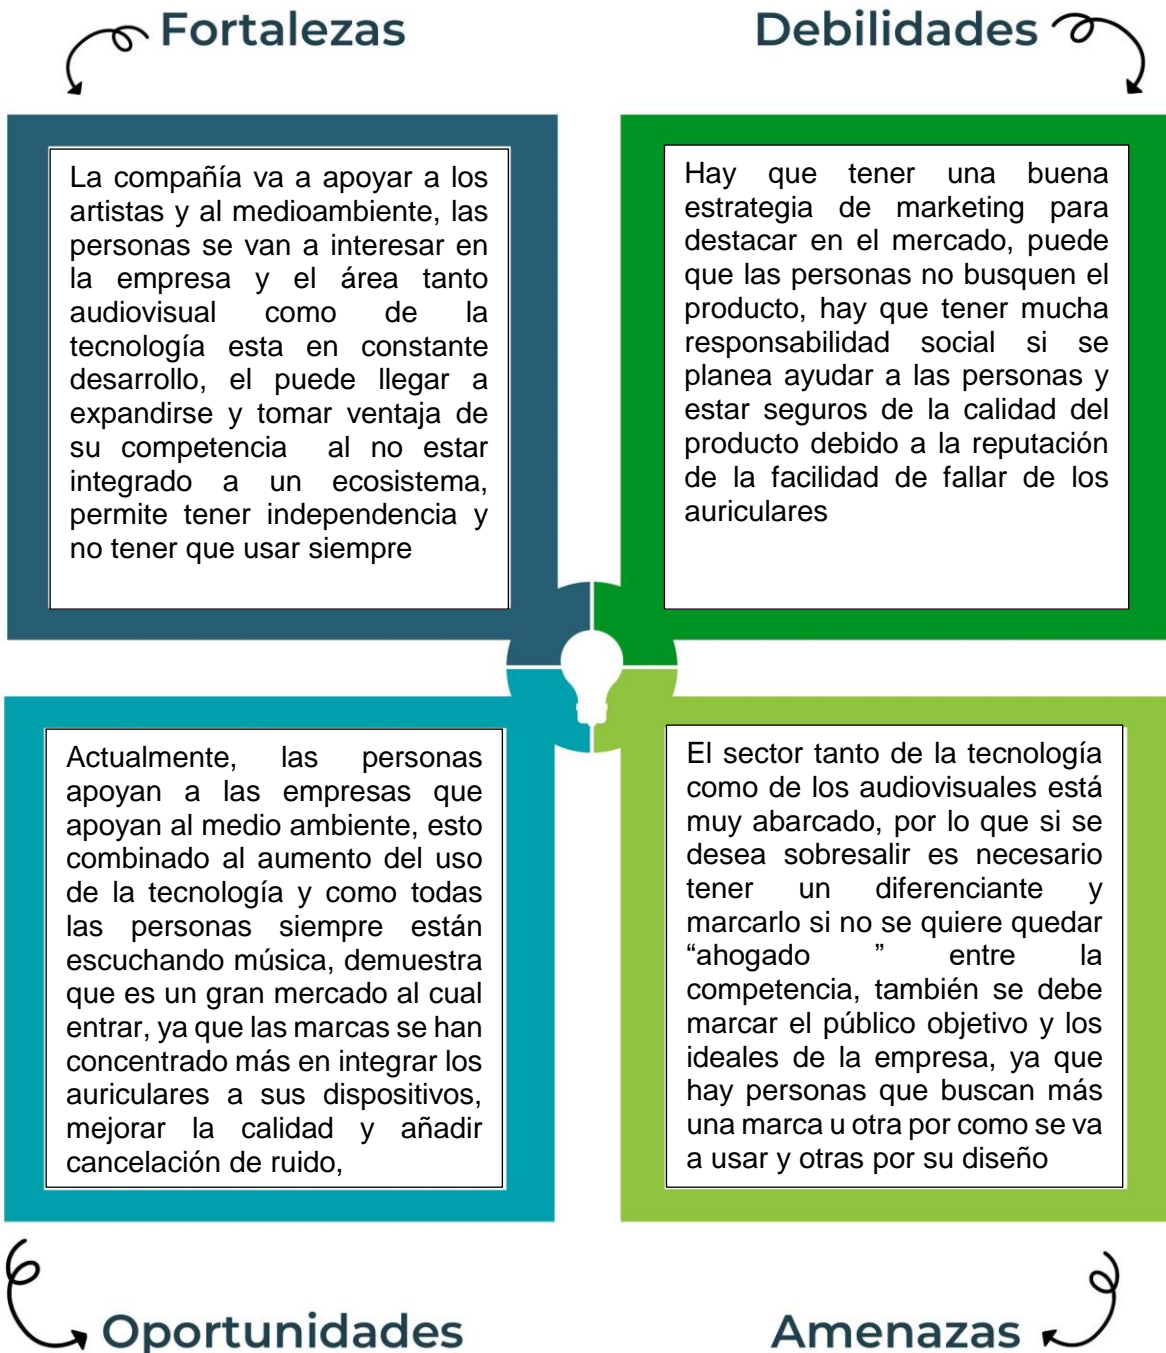 Fortalezas
La compañía va a apoyar a los
artistas y al medioambiente, las
personas se van a interesar en
la empresa y el área tanto
audiovisual como de la
tecnología esta en constante
desarrollo, el puede llegar a
expandirse y tomar ventaja de
su competencia al no estar
integrado a un ecosistema,
permite tener independencia y
no tener que usar siempre
Debilidades
Hay que tener una buena
estrategia de marketing para
destacar en el mercado, puede
que las personas no busquen el
producto, hay que tener mucha
responsabilidad social si se
planea ayudar a las personas y
estar seguros de la calidad del
producto debido a la reputación
de la facilidad de fallar de los
auriculares
Actualmente, las personas
apoyan a las empresas que
apoyan al medio ambiente, esto
combinado al aumento del uso
de la tecnología y como todas
las personas siempre están
escuchando música, demuestra
que es un gran mercado al cual
entrar, ya que las marcas se han
concentrado más en integrar los
auriculares a sus dispositivos,
mejorar la calidad y añadir
cancelación de ruido,
Oportunidades
El sector tanto de la tecnología
como de los audiovisuales está
muy abarcado, por lo que si se
desea sobresalir es necesario
tener un diferenciante y
marcarlo si no se quiere quedar
“ahogado ” entre la
competencia, también se debe
marcar el público objetivo y los
ideales de la empresa, ya que
hay personas que buscan más
una marca u otra por como se va
a usar y otras por su diseño
Amenazas